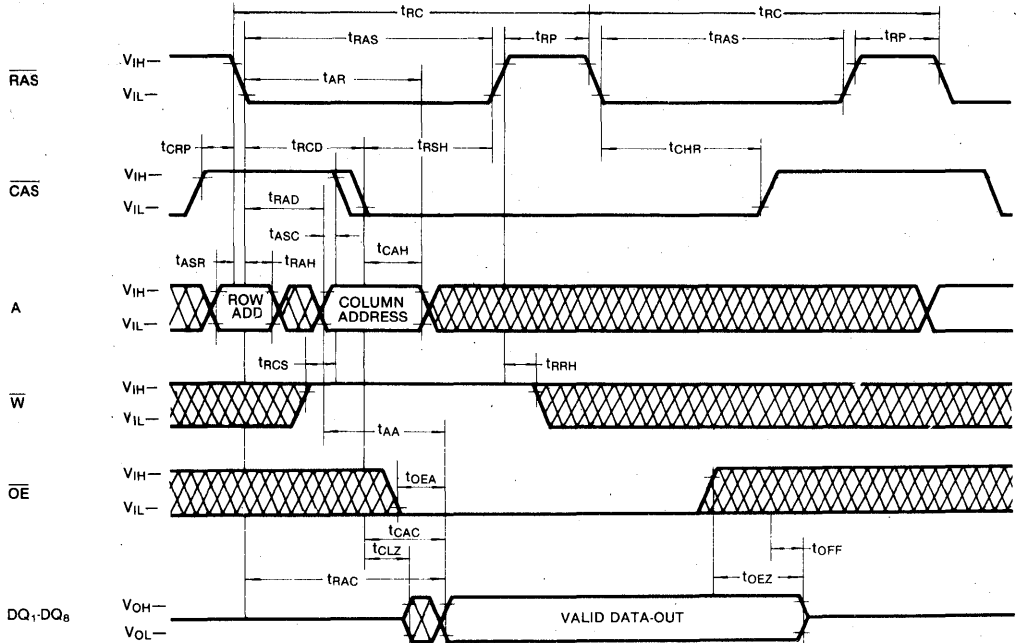 tRC tRC
tRAS tRP tRAS tRP
RAS VIH— tAR
VIL—
tCRP tRCD tRSH tCHR
CAS VIH—
VIL— tRAD
tASC tCAH
tASR tRAH
A VIH— ROW ADD COLUMN ADDRESS
VIL—
tRCS tRRH
W VIH—
VIL—
tAA
OE VIH— tOEA
VIL—
tCAC
tCLZ tOFF
tRAC tOEZ
DQ1-DQ8 VOH— VALID DATA-OUT
VOL—